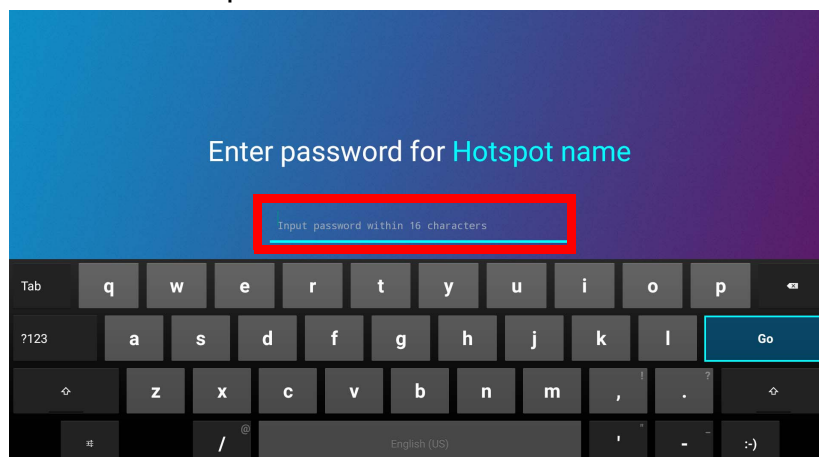 Enter password for Hotspot name
Input password within 16 characters
Tab q w e r t y u i o p
?123 a s d f g h j k l Go
z x c v b n m , ! . ?
/ @ English (US) ' " - _ :-)